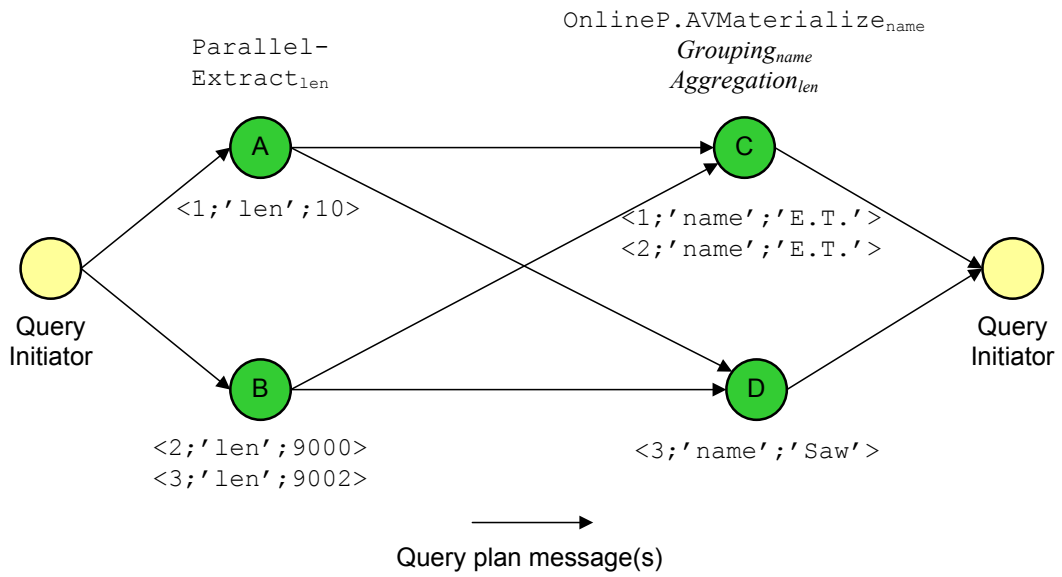 OnlineP.AVMaterialize_name
Parallel-
Extract_len
Grouping_name
Aggregation_len
A
C
<1;'len';10>
<1;'name';'E.T.'>
<2;'name';'E.T.'>
Query
Initiator
Query
Initiator
B
D
<2;'len';9000>
<3;'len';9002>
<3;'name';'Saw'>
Query plan message(s)